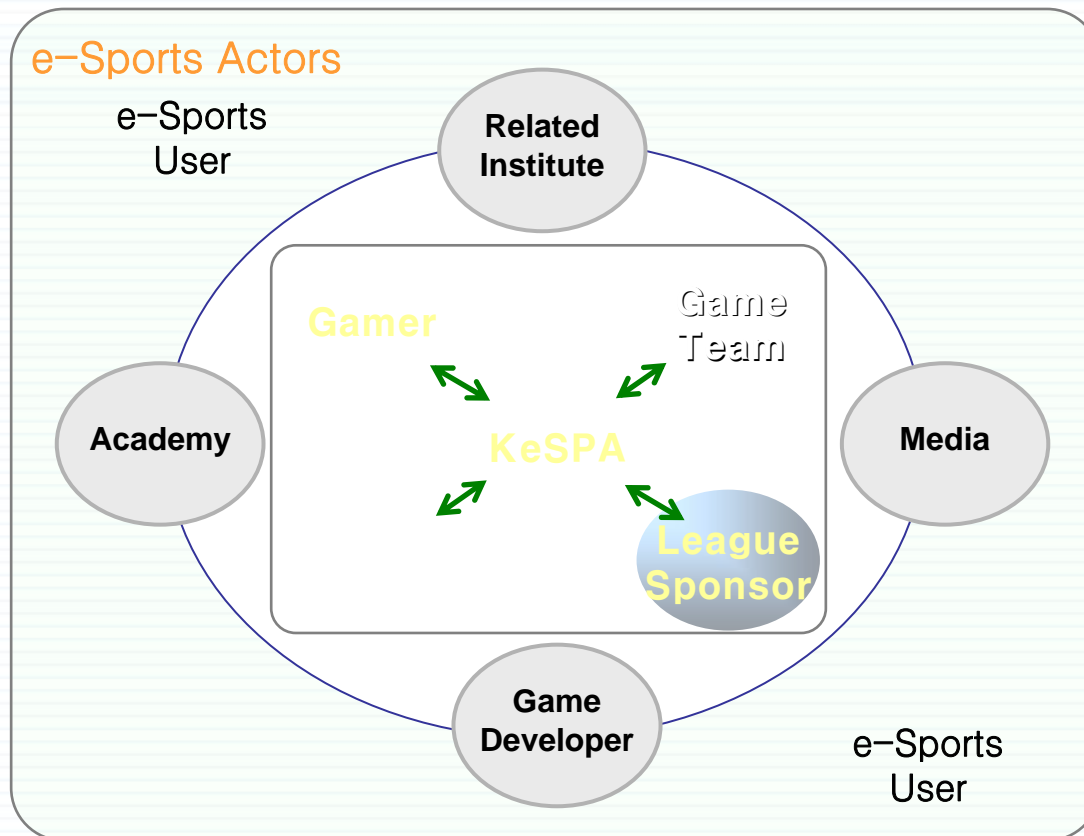 e-Sports Actors
e-Sports
User
Related
Institute
Gamer
Game
Team
Academy
KeSPA
Media
League
Sponsor
Game
Developer
e-Sports
User